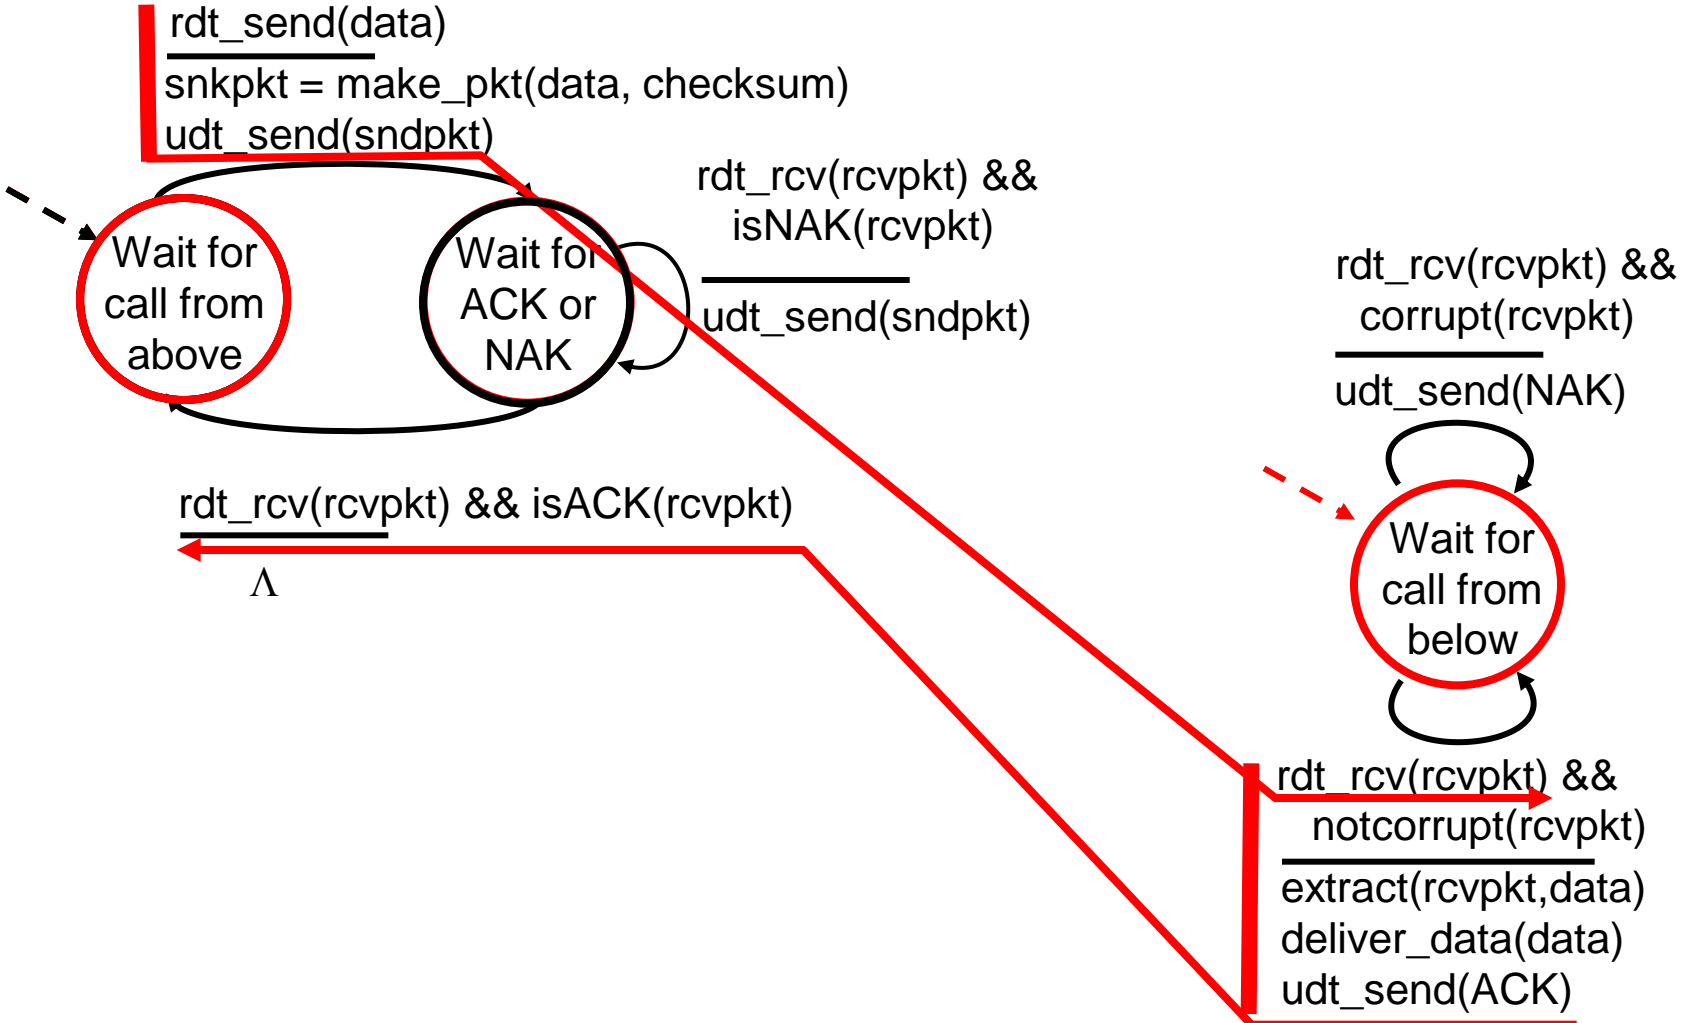 rdt_send(data)
snkpkt = make_pkt(data, checksum)
udt_send(sndpkt)
rdt_rcv(rcvpkt) &&
isNAK(rcvpkt)
udt_send(sndpkt)
Wait for
call from
above
Wait for
ACK or
NAK
rdt_rcv(rcvpkt) && isACK(rcvpkt)
Λ
rdt_rcv(rcvpkt) &&
corrupt(rcvpkt)
udt_send(NAK)
Wait for
call from
below
rdt_rcv(rcvpkt) &&
notcorrupt(rcvpkt)
extract(rcvpkt,data)
deliver_data(data)
udt_send(ACK)